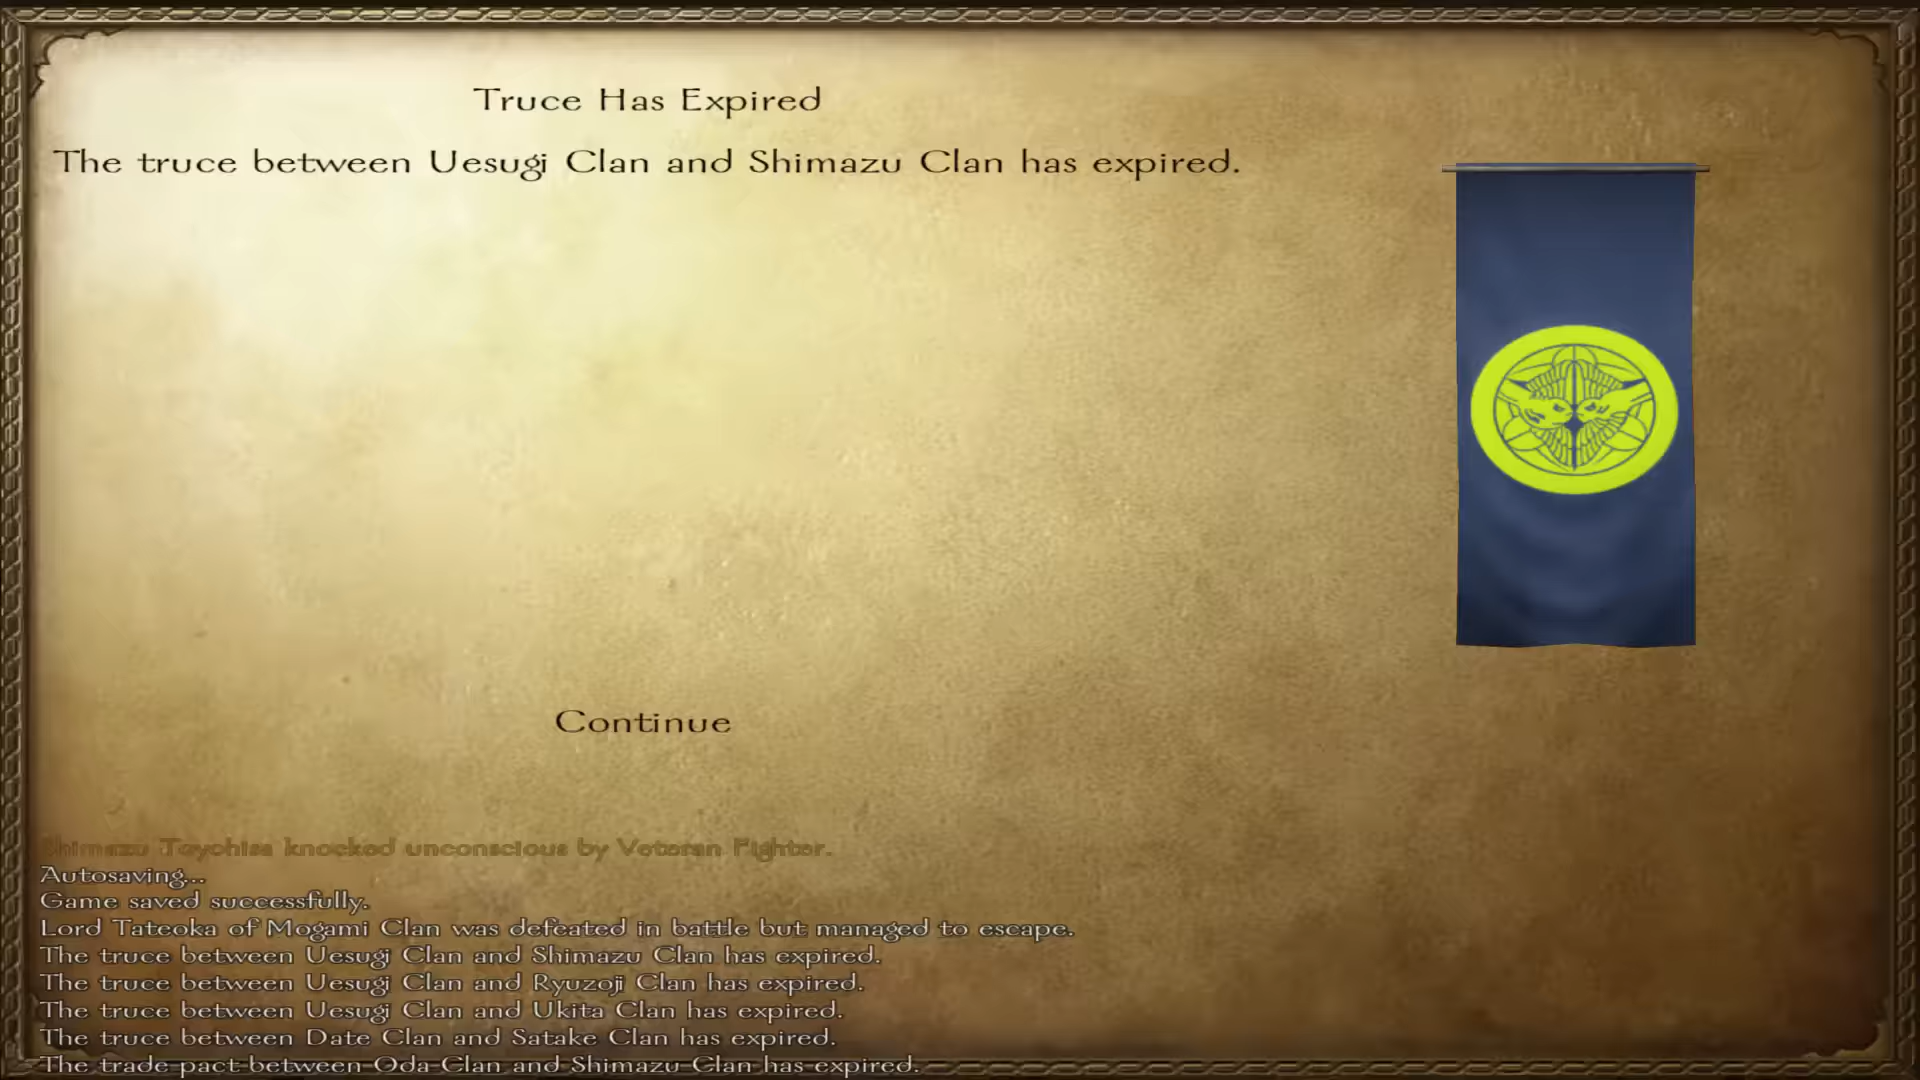 Truce Has Expired
The truce between Uesugi Clan and Shimazu Clan has expired.
Continue
Shimazu Toyohisa knocked unconscious by Veteran Fighter.
Autosaving...
Game saved successfully.
Lord Tateoka of Mogami Clan was defeated in battle but managed to escape.
The truce between Uesugi Clan and Shimazu Clan has expired.
The truce between Uesugi Clan and Ryuzoji Clan has expired.
The truce between Uesugi Clan and Ukita Clan has expired.
The truce between Date Clan and Satake Clan has expired.
The trade pact between Oda Clan and Shimazu Clan has expired.